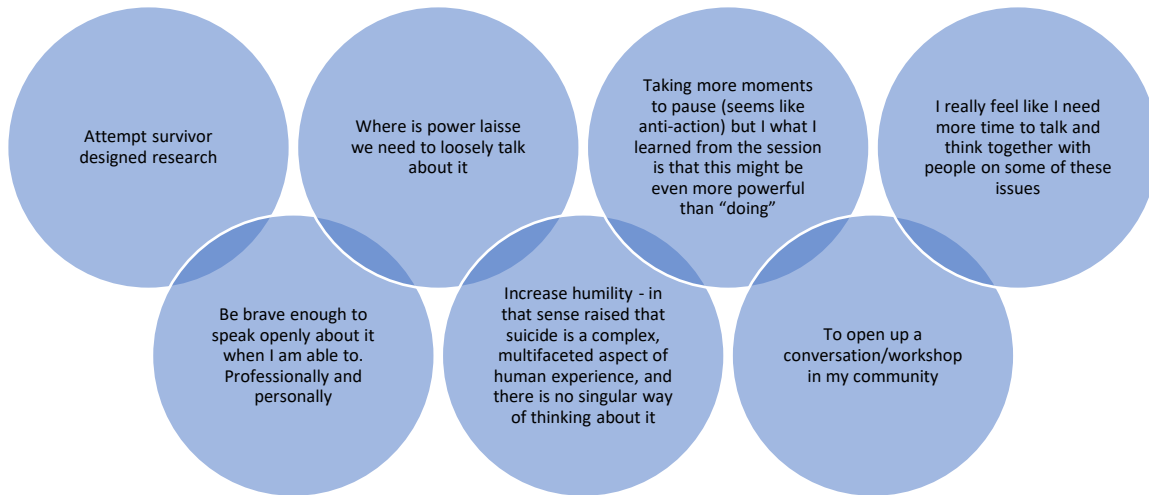 Attempt survivor
designed research
Where is power laisse
we need to loosely talk
about it
Taking more moments
to pause (seems like
anti-action) but I what I
learned from the session
is that this might be
even more powerful
than “doing”
I really feel like I need
more time to talk and
think together with
people on some of these
issues
Be brave enough to
speak openly about it
when I am able to.
Professionally and
personally
Increase humility - in
that sense raised that
suicide is a complex,
multifaceted aspect of
human experience, and
there is no singular way
of thinking about it
To open up a
conversation/workshop
in my community